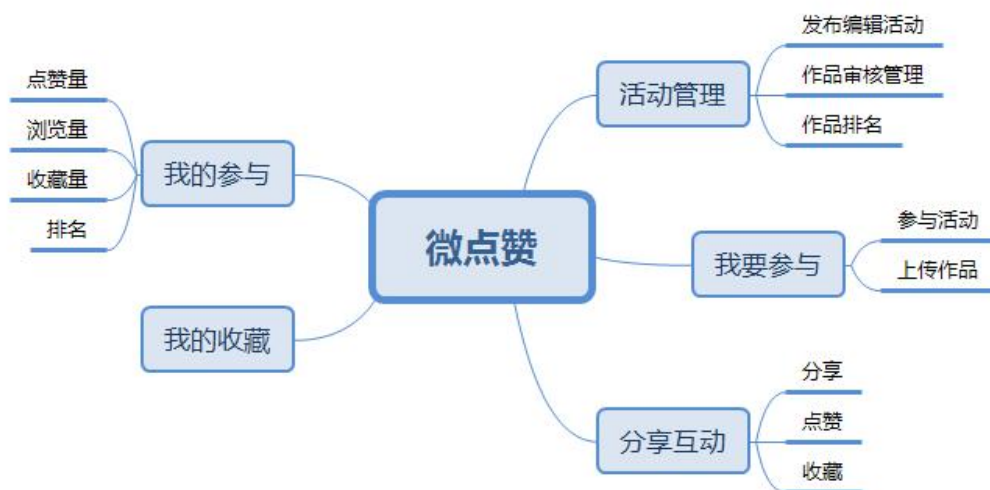 微点赞
活动管理
发布编辑活动
作品审核管理
作品排名
我要参与
参与活动
上传作品
分享互动
分享
点赞
收藏
我的参与
点赞量
浏览量
收藏量
排名
我的收藏